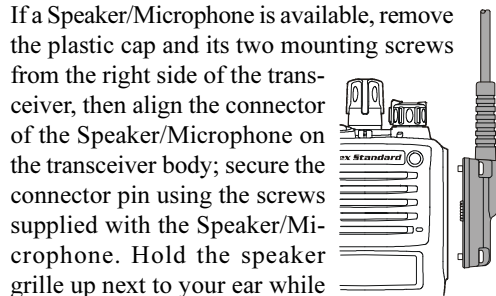 If a Speaker/Microphone is available, remove
the plastic cap and its two mounting screws
from the right side of the trans-
ceiver, then align the connector
of the Speaker/Microphone on
the transceiver body; secure the
connector pin using the screws
supplied with the Speaker/Mi-
crophone. Hold the speaker
grille up next to your ear while
ex Standard